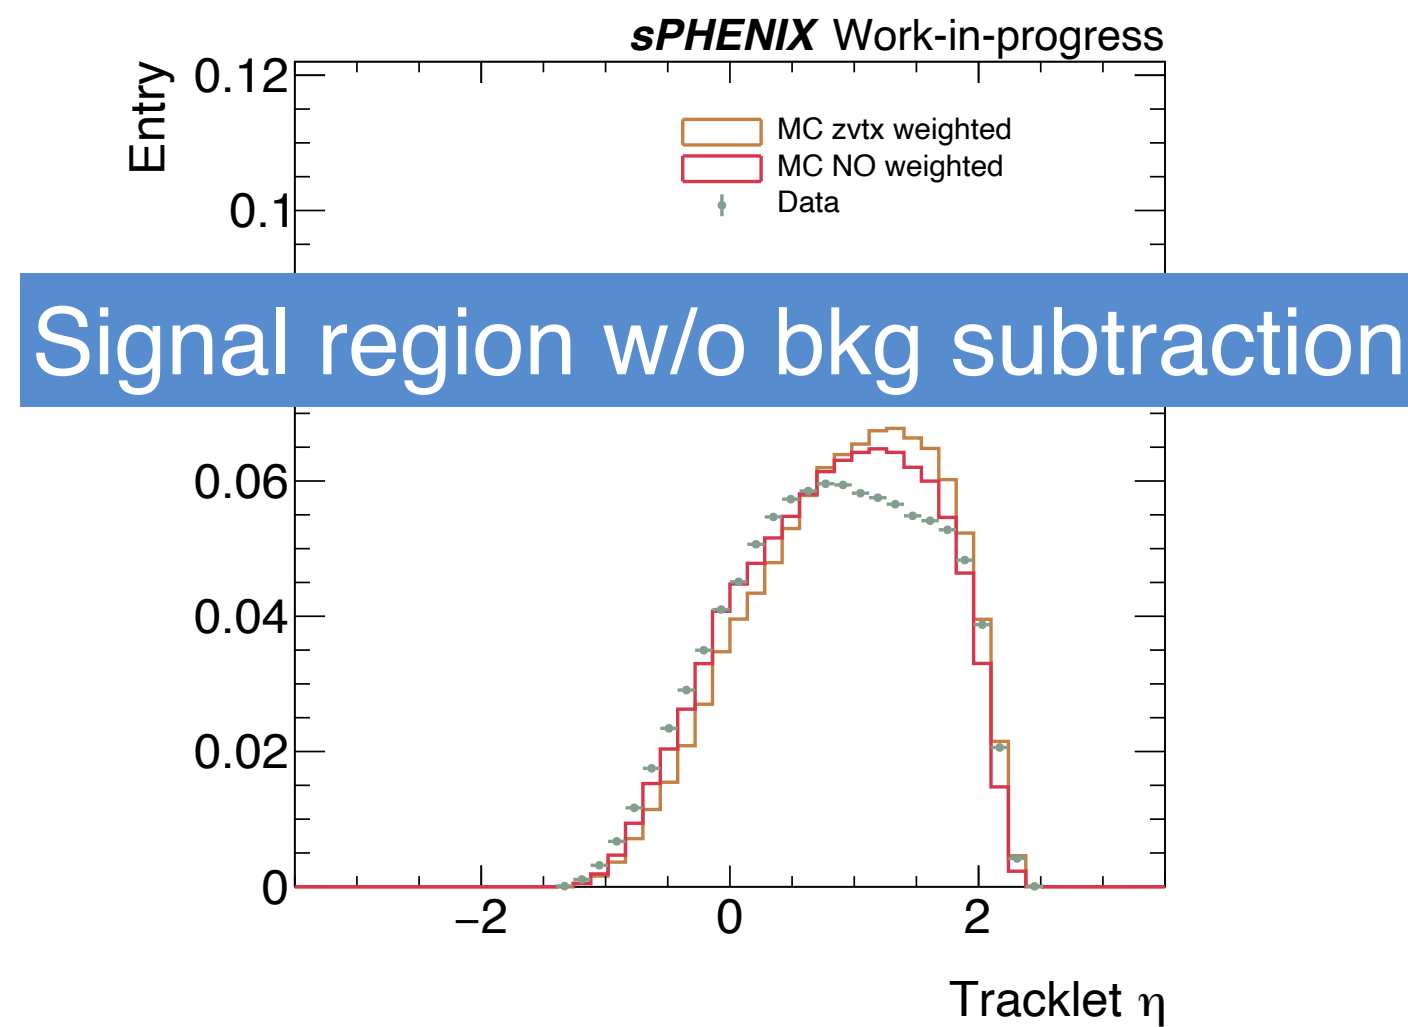 sPHENIX Work-in-progress
Entry
0.12
MC zvtx weighted
MC NO weighted
Data
0.1
Signal region w/o bkg subtraction
0.06
0.04
0.02
0
−2 0 2
Tracklet η